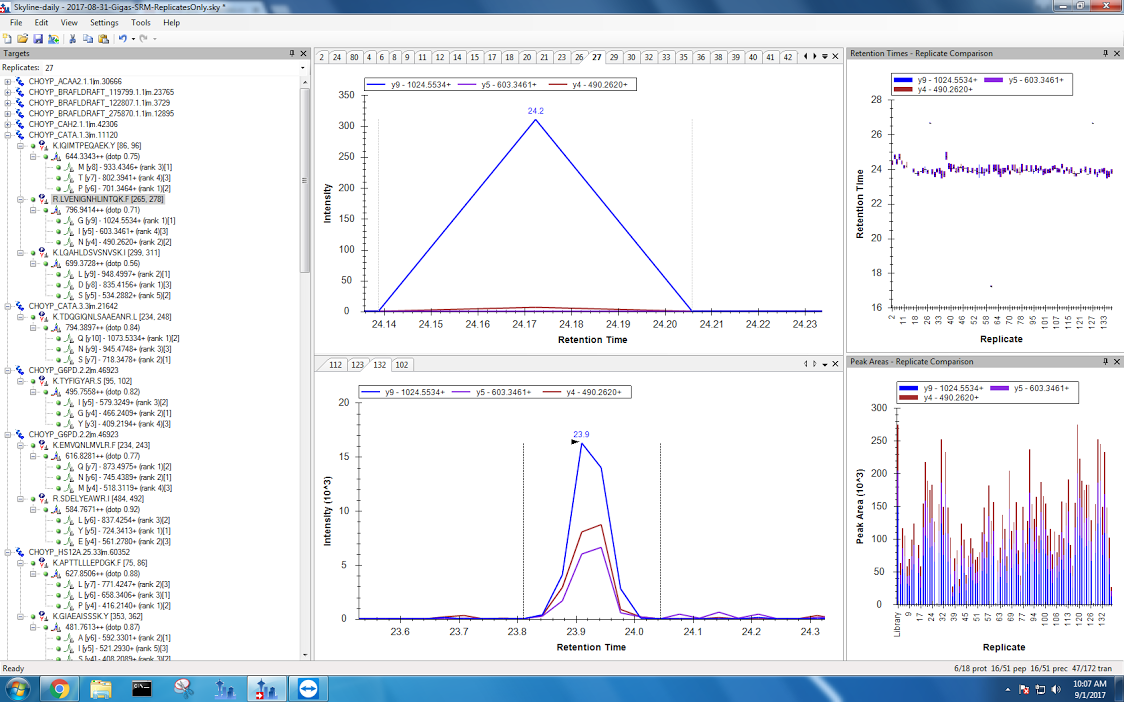 Skyline-daily - 2017-08-31-Gigas-SRM-ReplicatesOnly.sky *
File Edit View Settings Tools Help
Targets
Replicates: 27
CHOYP_ACAA2.1.1|m.30666
CHOYP_BRAFLDRAFT_119799.1.1|m.23765
CHOYP_BRAFLDRAFT_122807.1.1|m.3729
CHOYP_BRAFLDRAFT_275870.1.1|m.12895
CHOYP_CAH2.1.1|m.42306
CHOYP_CATA.1.3|m.11120
K.IQIMTPEQAEK.Y [86, 96]
644.3343++ (dotp 0.75)
M [y8] - 933.4346+ (rank 3)[1]
T [y7] - 802.3941+ (rank 4)[3]
P [y6] - 701.3464+ (rank 1)[2]
R.LVENIGNHLINTQK.F [265, 278]
796.9414++ (dotp 0.71)
G [y9] - 1024.5534+ (rank 1)[1]
I [y5] - 603.3461+ (rank 4)[3]
N [y4] - 490.2620+ (rank 2)[2]
K.LQAHLDSVSNVSK.I [299, 311]
699.3728++ (dotp 0.56)
L [y9] - 948.4997+ (rank 2)[1]
D [y8] - 835.4156+ (rank 1)[3]
S [y5] - 534.2882+ (rank 5)[2]
CHOYP_CATA.3.3|m.21642
K.TDQGIQNLSAAEANR.L [234, 248]
794.3897++ (dotp 0.84)
Q [y10] - 1073.5334+ (rank 1)[2]
N [y9] - 945.4748+ (rank 3)[3]
S [y7] - 718.3478+ (rank 2)[1]
CHOYP_G6PD.2.2|m.46923
K.TYFIGYAR.S [95, 102]
495.7558++ (dotp 0.82)
I [y5] - 579.3249+ (rank 3)[2]
G [y4] - 466.2409+ (rank 2)[1]
Y [y3] - 409.2194+ (rank 4)[3]
CHOYP_G6PD.2.2|m.46923
K.EMVQNLMVLR.F [234, 243]
616.8281++ (dotp 0.77)
Q [y7] - 873.4975+ (rank 1)[2]
N [y6] - 745.4389+ (rank 2)[1]
M [y4] - 518.3119+ (rank 4)[3]
R.SDELYEAWR.I [484, 492]
584.7671++ (dotp 0.92)
L [y6] - 837.4254+ (rank 3)[2]
Y [y5] - 724.3413+ (rank 1)[1]
E [y4] - 561.2780+ (rank 2)[3]
CHOYP_HS12A.25.33|m.60352
K.APTTLLLEPDGK.F [75, 86]
627.8506++ (dotp 0.88)
L [y7] - 771.4247+ (rank 2)[3]
L [y6] - 658.3406+ (rank 3)[1]
P [y4] - 416.2140+ (rank 1)[2]
K.GIAEAISSSK.Y [353, 362]
481.7613++ (dotp 0.87)
A [y6] - 592.3301+ (rank 2)[1]
I [y5] - 521.2930+ (rank 5)[3]
S [y4] - 408.2089+ (rank 3)[2]
2 24 80 4 6 8 9 11 12 14 15 17 18 20 21 23 26 27 29 30 32 33 35 36 38 39 40 41 42
y9 - 1024.5534+ y5 - 603.3461+ y4 - 490.2620+
350
300
250
200
150
100
50
0
24.2
Intensity
24.14 24.15 24.16 24.17 24.18 24.19 24.20 24.21 24.22 24.23
Retention Time
112 123 132 102
y9 - 1024.5534+ y5 - 603.3461+ y4 - 490.2620+
20
15
10
5
0
23.9
Intensity (10^3)
23.6 23.7 23.8 23.9 24.0 24.1 24.2 24.3
Retention Time
Retention Times - Replicate Comparison
y9 - 1024.5534+ y5 - 603.3461+
y4 - 490.2620+
28
26
24
22
20
18
16
Retention Time
2 11 18 26 33 40 46 52 58 64 70 78 95 101 107 115 121 127 133
Replicate
Peak Areas - Replicate Comparison
y9 - 1024.5534+ y5 - 603.3461+
y4 - 490.2620+
300
250
200
150
100
50
0
Peak Area (10^3)
Library 9 16 24 32 39 45 51 57 63 69 77 94 100 106 113 120 126 132
Replicate
Ready
6/18 prot 16/51 pep 16/51 prec 47/172 tran
10:07 AM
9/1/2017